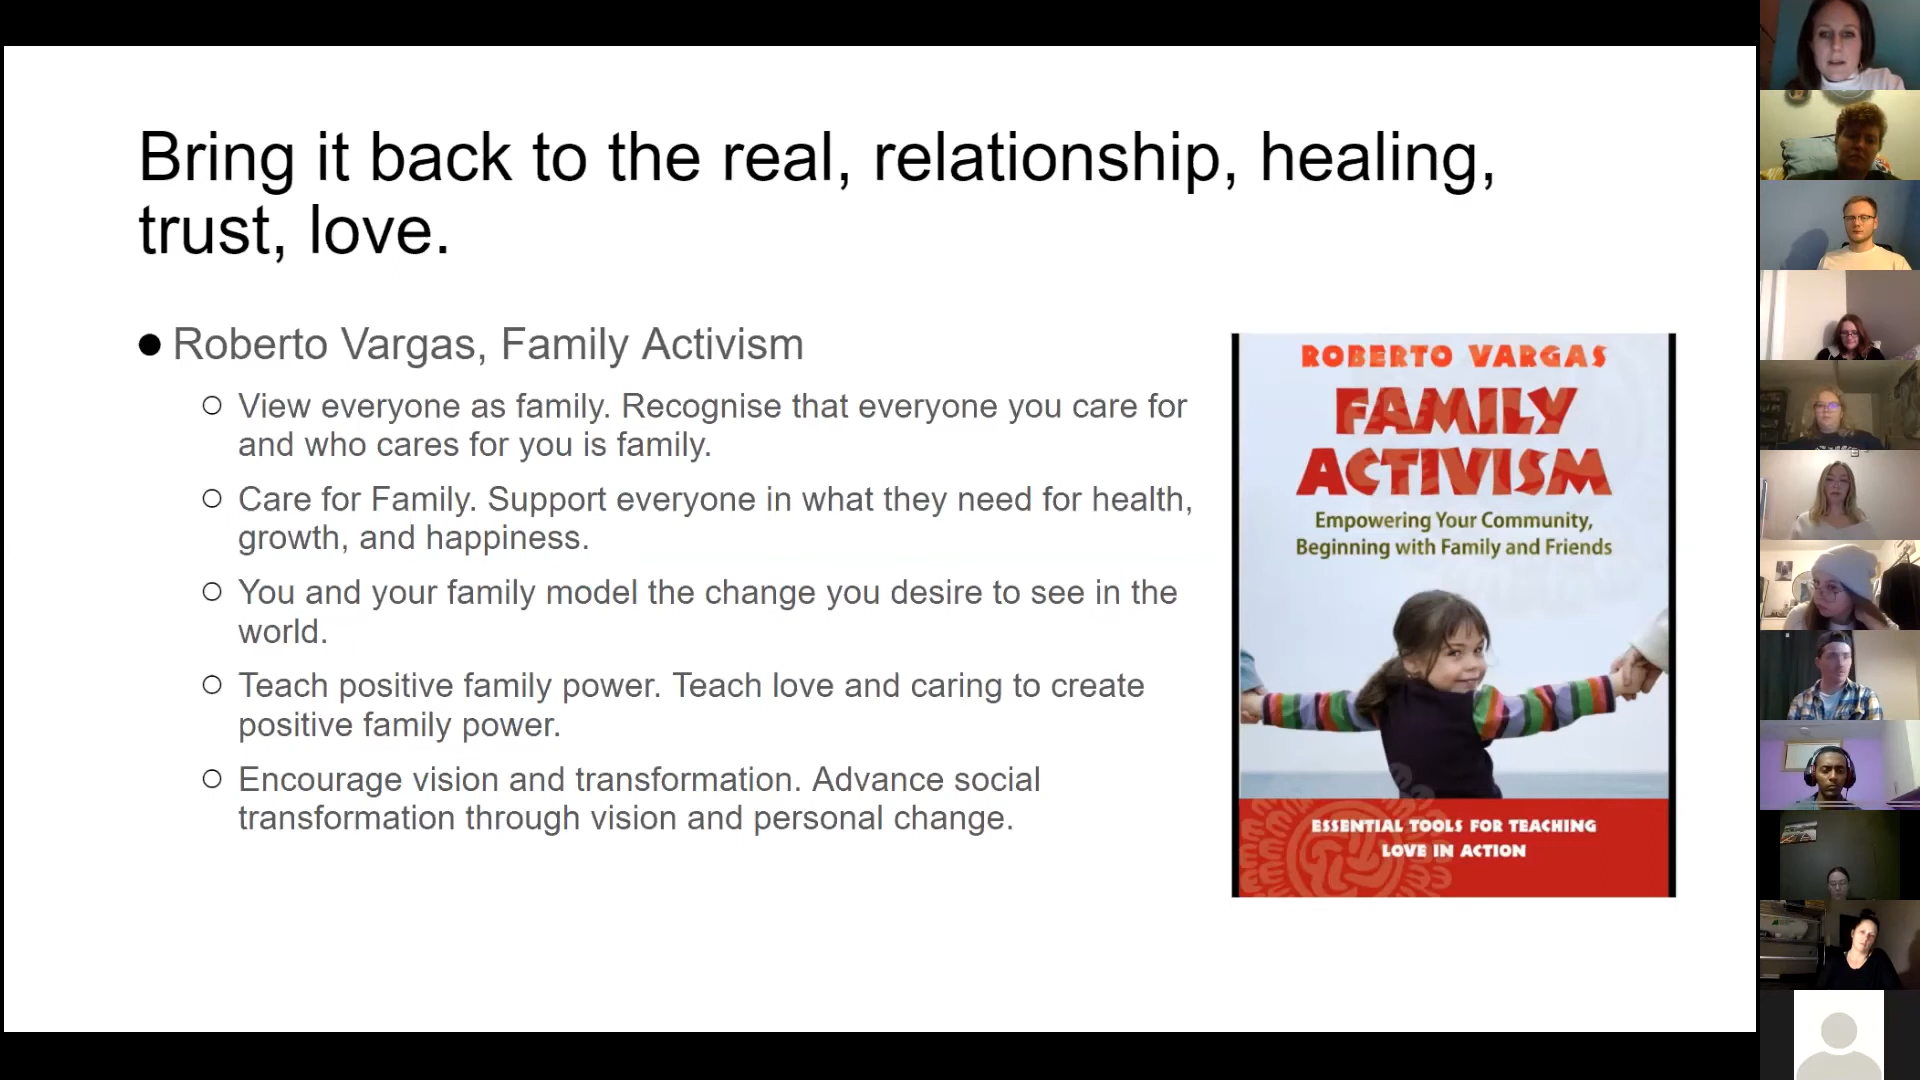 Bring it back to the real, relationship, healing,
trust, love.
● Roberto Vargas, Family Activism
○ View everyone as family. Recognise that everyone you care for
and who cares for you is family.
○ Care for Family. Support everyone in what they need for health,
growth, and happiness.
○ You and your family model the change you desire to see in the
world.
○ Teach positive family power. Teach love and caring to create
positive family power.
○ Encourage vision and transformation. Advance social
transformation through vision and personal change.
ROBERTO VARGAS
FAMILY
ACTIVISM
Empowering Your Community,
Beginning with Family and Friends
ESSENTIAL TOOLS FOR TEACHING
LOVE IN ACTION